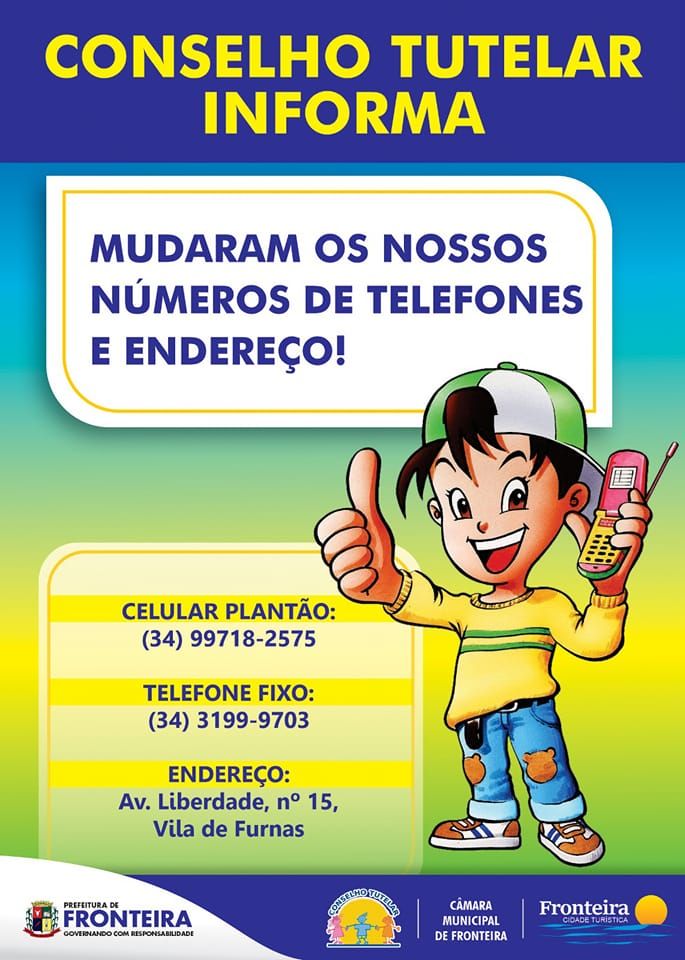 CONSELHO TUTELAR
INFORMA
MUDARAM OS NOSSOS
NÚMEROS DE TELEFONES
E ENDEREÇO!
CELULAR PLANTÃO:
(34) 99718-2575
TELEFONE FIXO:
(34) 3199-9703
ENDEREÇO:
Av. Liberdade, nº 15,
Vila de Furnas
PREFEITURA DE
FRONTEIRA
GOVERNANDO COM RESPONSABILIDADE
CONSELHO TUTELAR
CÂMARA
MUNICIPAL
DE FRONTEIRA
Fronteira
CIDADE TURÍSTICA